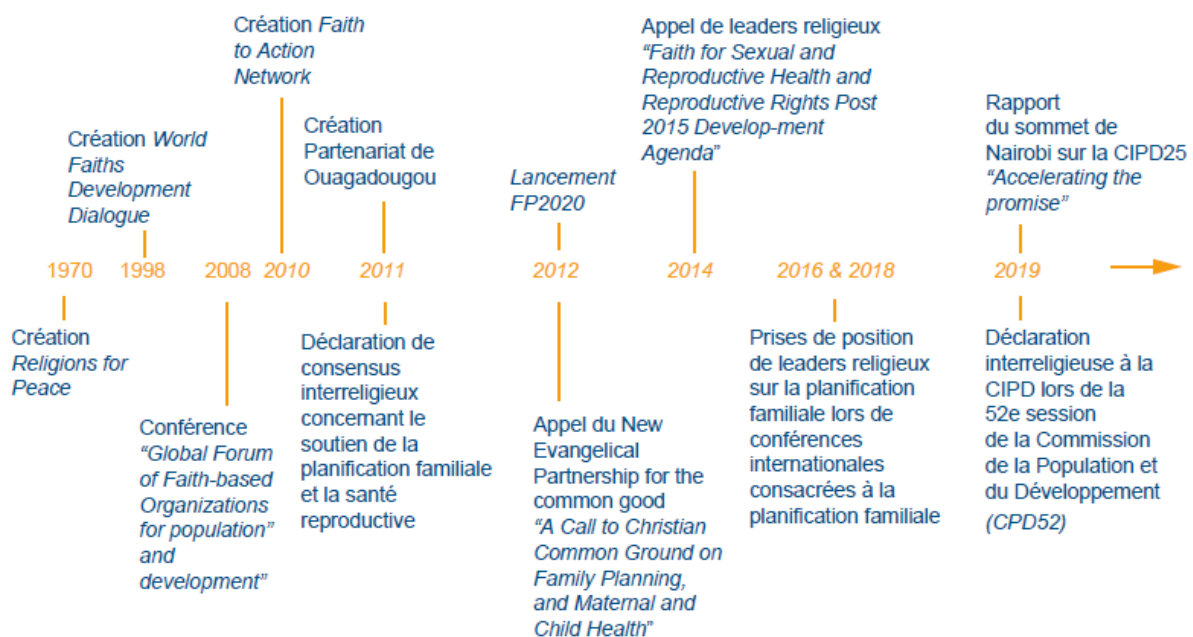 Création Faith
to Action
Network
Appel de leaders religieux
“Faith for Sexual and
Reproductive Health and
Reproductive Rights Post
2015 Develop-ment
Agenda”
Création World
Faiths
Development
Dialogue
Création
Partenariat de
Ouagadougou
Lancement
FP2020
Rapport
du sommet de
Nairobi sur la CIPD25
“Accelerating the
promise”
1970 1998 2008 2010 2011 2012 2014 2016 & 2018 2019
Création
Religions for
Peace
Conférence
“Global Forum
of Faith-based
Organizations
for population”
and
development”
Déclaration de
consensus
interreligieux
concernant le
soutien de la
planification familiale
et la santé
reproductive
Appel du New
Evangelical
Partnership for the
common good
“A Call to Christian
Common Ground on
Family Planning,
and Maternal and
Child Health”
Prises de position
de leaders religieux
sur la planification
familiale lors de
conférences
internationales
consacrées à la
planification familiale
Déclaration
interreligieuse à la
CIPD lors de la
52e session
de la Commission
de la Population et
du Développement
(CPD52)